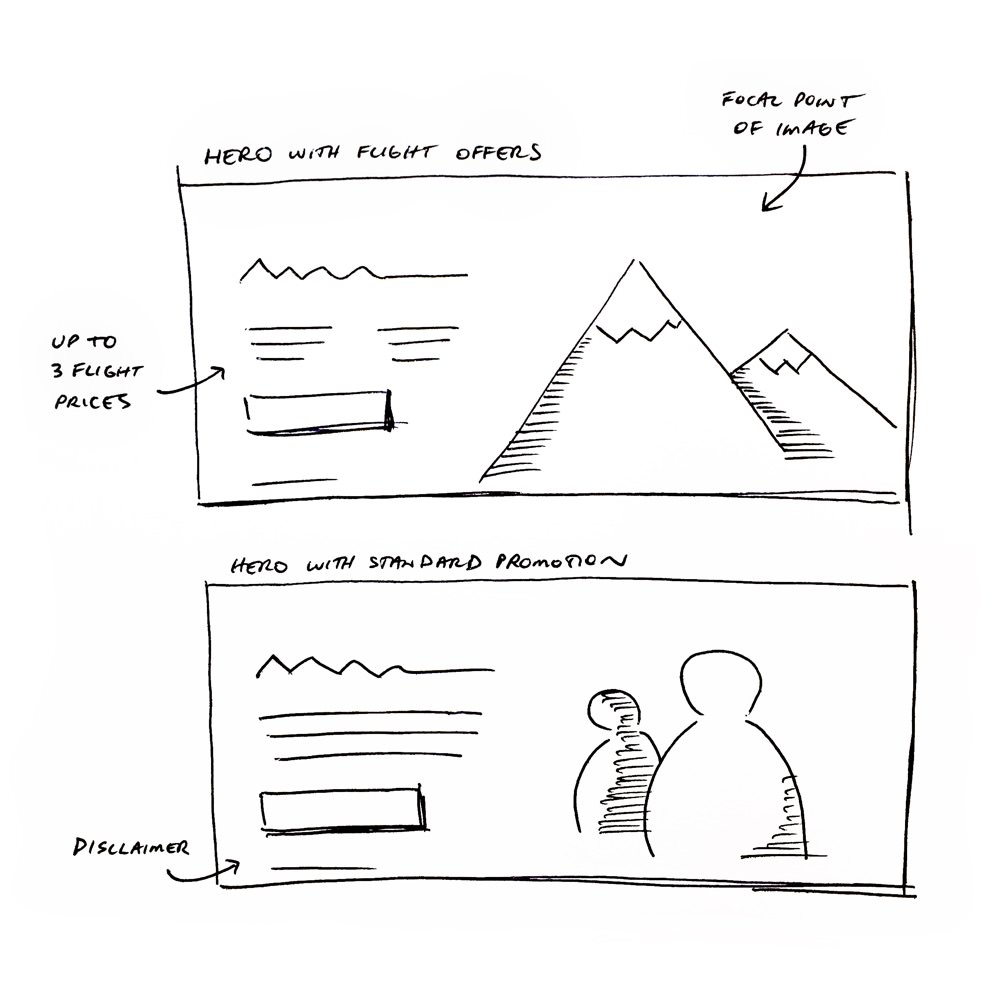 FOCAL POINT
OF IMAGE
HERO WITH FLIGHT OFFERS
UP TO
3 FLIGHT
PRICES
HERO WITH STANDARD PROMOTION
DISCLAIMER